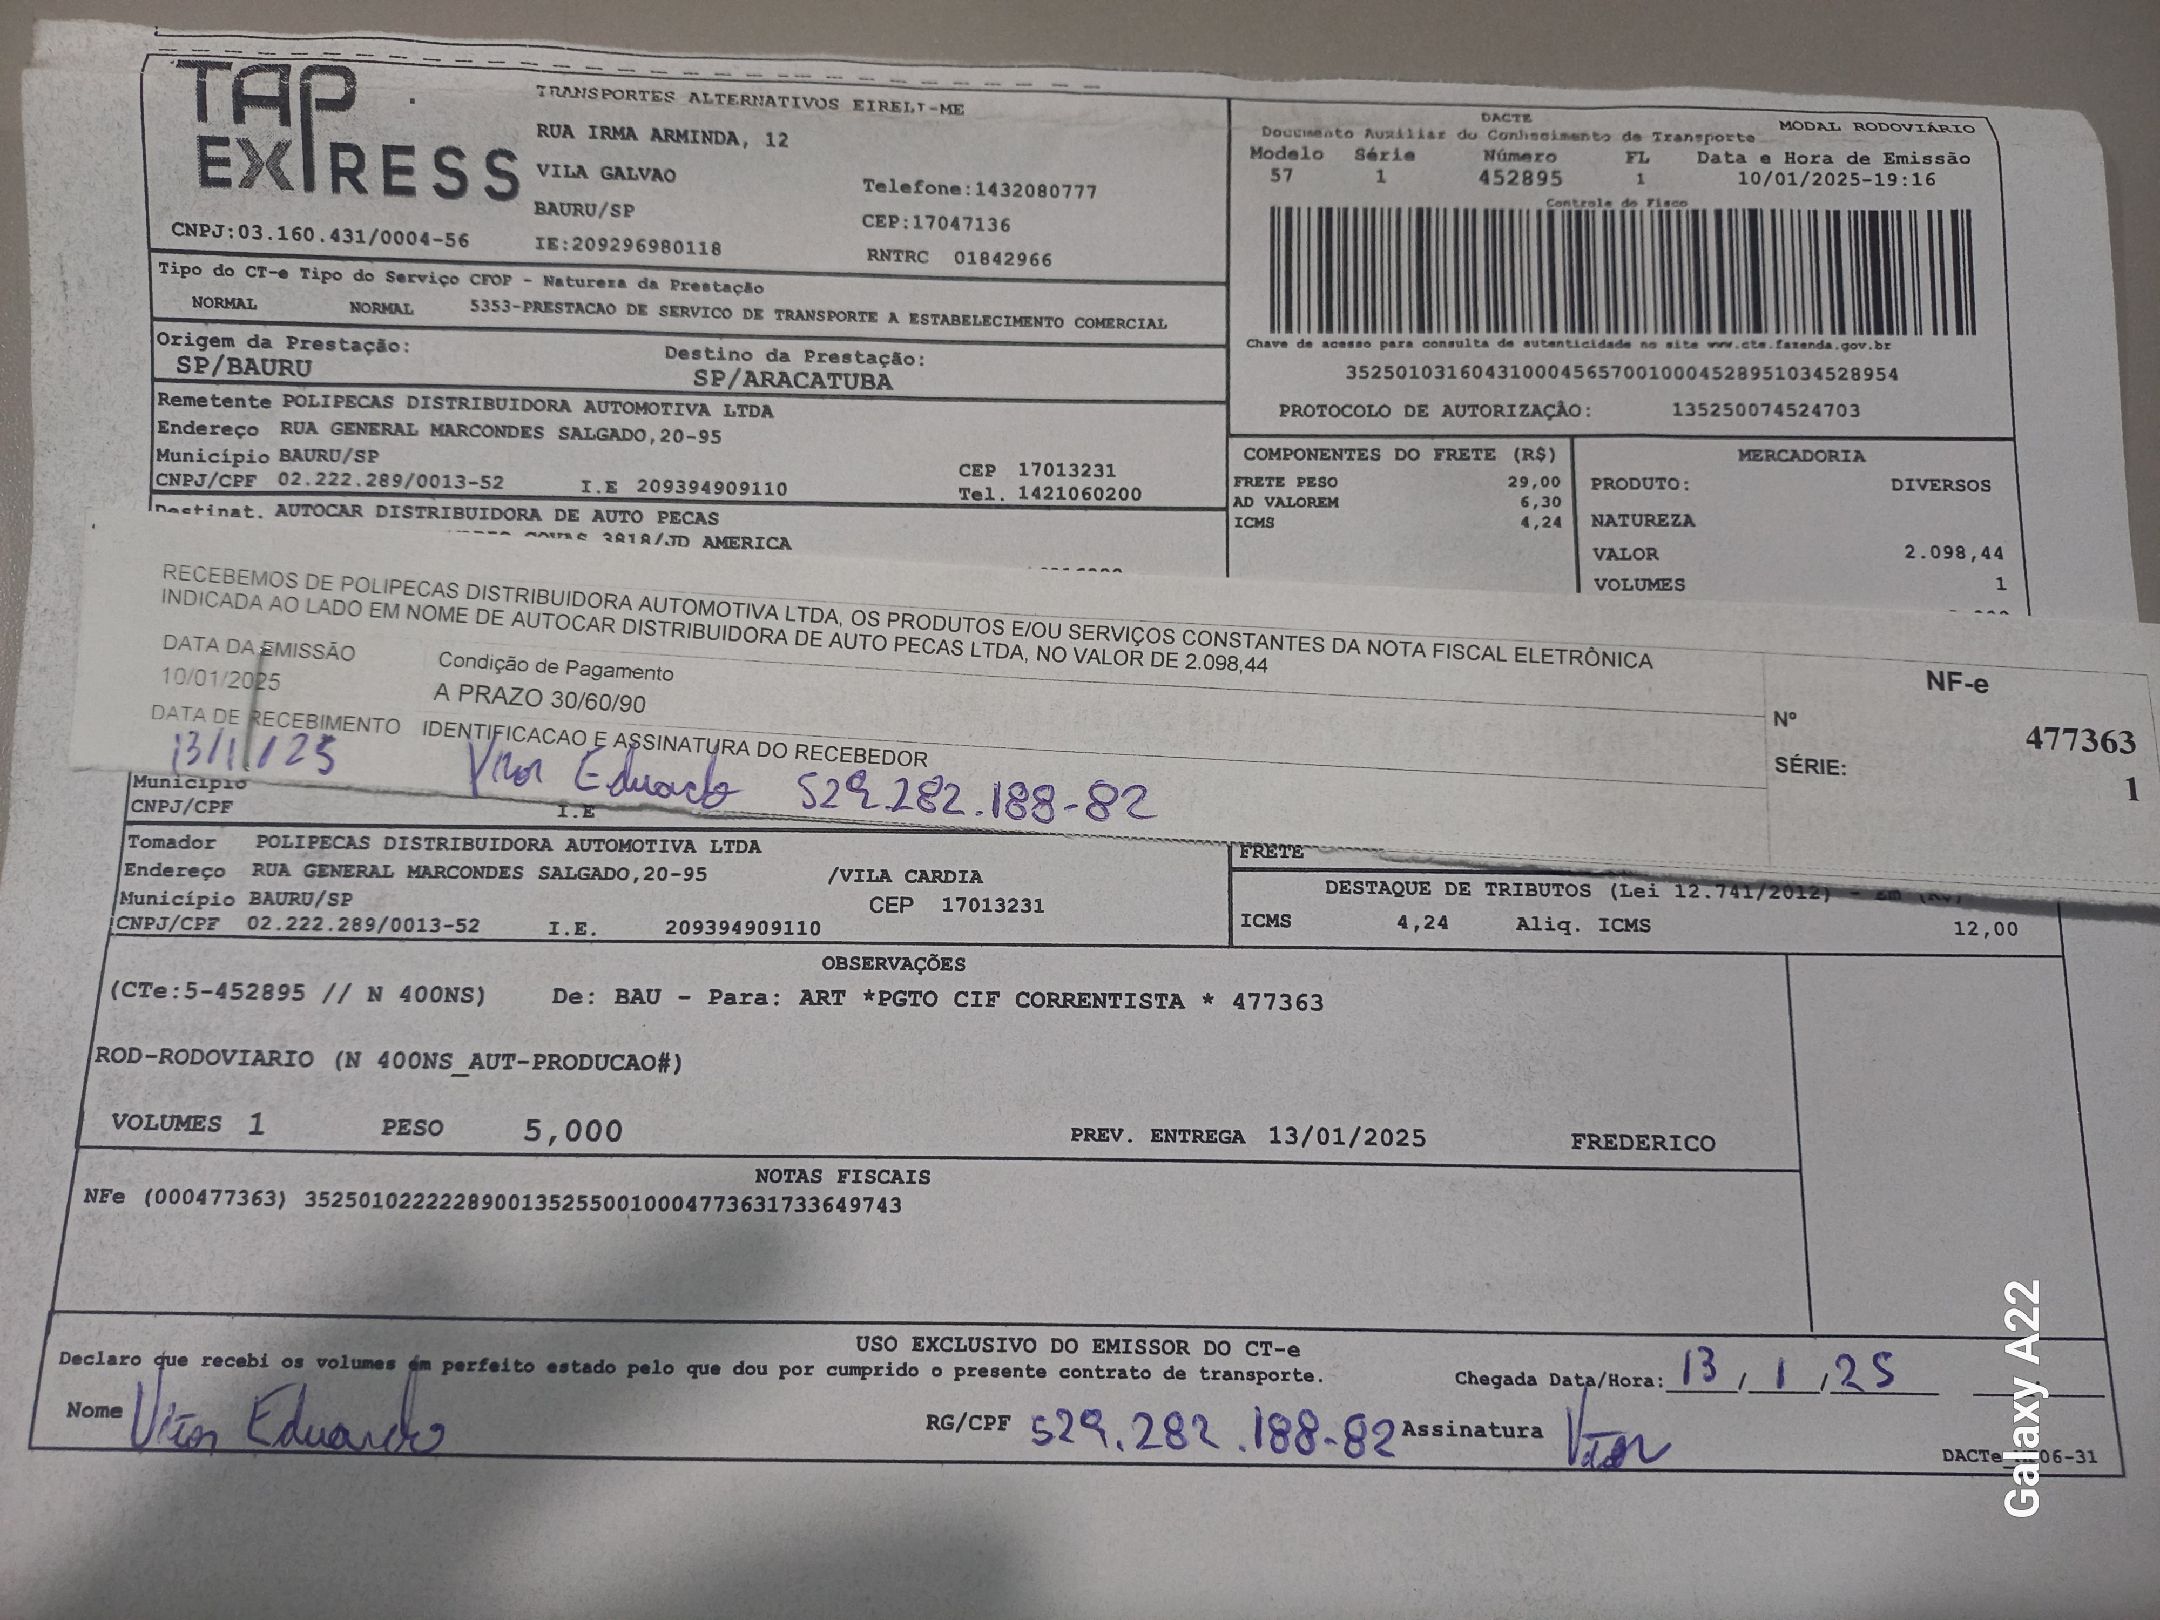 TAP EXPRESS
TRANSPORTES ALTERNATIVOS EIRELI-ME
RUA IRMA ARMINDA, 12
VILA GALVAO
Telefone:1432080777
BAURU/SP
CEP:17047136
CNPJ:03.160.431/0004-56
IE:209296980118
RNTRC 01842966
DACTE
MODAL RODOVIÁRIO
Documento Auxiliar do Conhecimento de Transporte
Modelo Série Número FL Data e Hora de Emissão
57 1 452895 1 10/01/2025-19:16
Controle do Fisco
Chave de acesso para consulta de autenticidade no site www.cte.fazenda.gov.br
35250103160431000456570010004528951034528954
PROTOCOLO DE AUTORIZAÇÃO: 135250074524703
Tipo do CT-e Tipo do Serviço CFOP - Natureza da Prestação
NORMAL NORMAL 5353-PRESTACAO DE SERVICO DE TRANSPORTE A ESTABELECIMENTO COMERCIAL
Origem da Prestação: Destino da Prestação:
SP/BAURU SP/ARACATUBA
Remetente POLIPECAS DISTRIBUIDORA AUTOMOTIVA LTDA
Endereço RUA GENERAL MARCONDES SALGADO,20-95
Município BAURU/SP CEP 17013231
CNPJ/CPF 02.222.289/0013-52 I.E 209394909110 Tel. 1421060200
Destinat. AUTOCAR DISTRIBUIDORA DE AUTO PECAS
3818/JD AMERICA
COMPONENTES DO FRETE (R$)
FRETE PESO 29,00
AD VALOREM 6,30
ICMS 4,24
MERCADORIA
PRODUTO: DIVERSOS
NATUREZA
VALOR 2.098,44
VOLUMES 1
RECEBEMOS DE POLIPECAS DISTRIBUIDORA AUTOMOTIVA LTDA, OS PRODUTOS E/OU SERVIÇOS CONSTANTES DA NOTA FISCAL ELETRÔNICA
INDICADA AO LADO EM NOME DE AUTOCAR DISTRIBUIDORA DE AUTO PECAS LTDA, NO VALOR DE 2.098,44
DATA DA EMISSÃO Condição de Pagamento
10/01/2025 A PRAZO 30/60/90
DATA DE RECEBIMENTO IDENTIFICACAO E ASSINATURA DO RECEBEDOR
13/1/25 Vitor Eduardo 529.282.188-82
NF-e
Nº 477363
SÉRIE: 1
Município
CNPJ/CPF I.E
Tomador POLIPECAS DISTRIBUIDORA AUTOMOTIVA LTDA
Endereço RUA GENERAL MARCONDES SALGADO,20-95 /VILA CARDIA
Município BAURU/SP CEP 17013231
CNPJ/CPF 02.222.289/0013-52 I.E. 209394909110
FRETE
DESTAQUE DE TRIBUTOS (Lei 12.741/2012) - Em (R$)
ICMS 4,24 Aliq. ICMS 12,00
OBSERVAÇÕES
(CTe:5-452895 // N 400NS) De: BAU - Para: ART *PGTO CIF CORRENTISTA * 477363
ROD-RODOVIARIO (N 400NS_AUT-PRODUCAO#)
VOLUMES 1 PESO 5,000 PREV. ENTREGA 13/01/2025 FREDERICO
NOTAS FISCAIS
NFe (000477363) 35250102222289001352550010004773631733649743
USO EXCLUSIVO DO EMISSOR DO CT-e
Declaro que recebi os volumes em perfeito estado pelo que dou por cumprido o presente contrato de transporte.
Chegada Data/Hora: 13/1/25
Nome Vitor Eduardo RG/CPF 529.282.188-82 Assinatura Vitor
DACTe 06-31
Galaxy A22